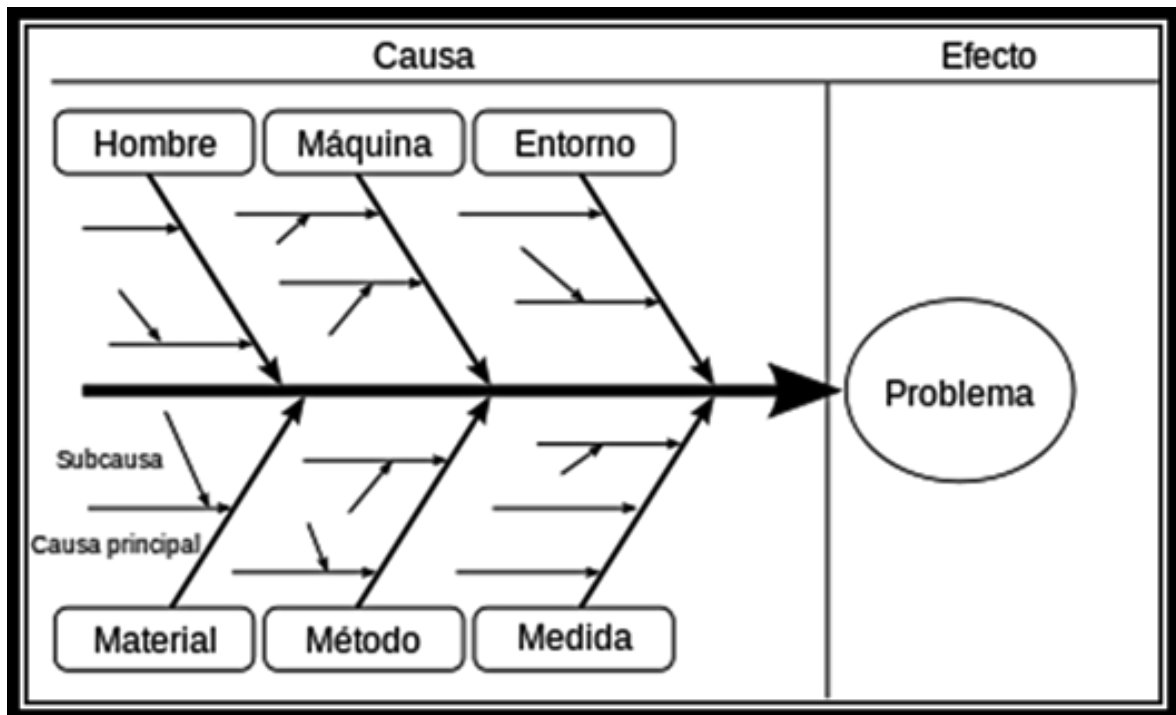 Causa
Efecto
Hombre
Máquina
Entorno
Problema
Subcausa
Causa principal
Material
Método
Medida